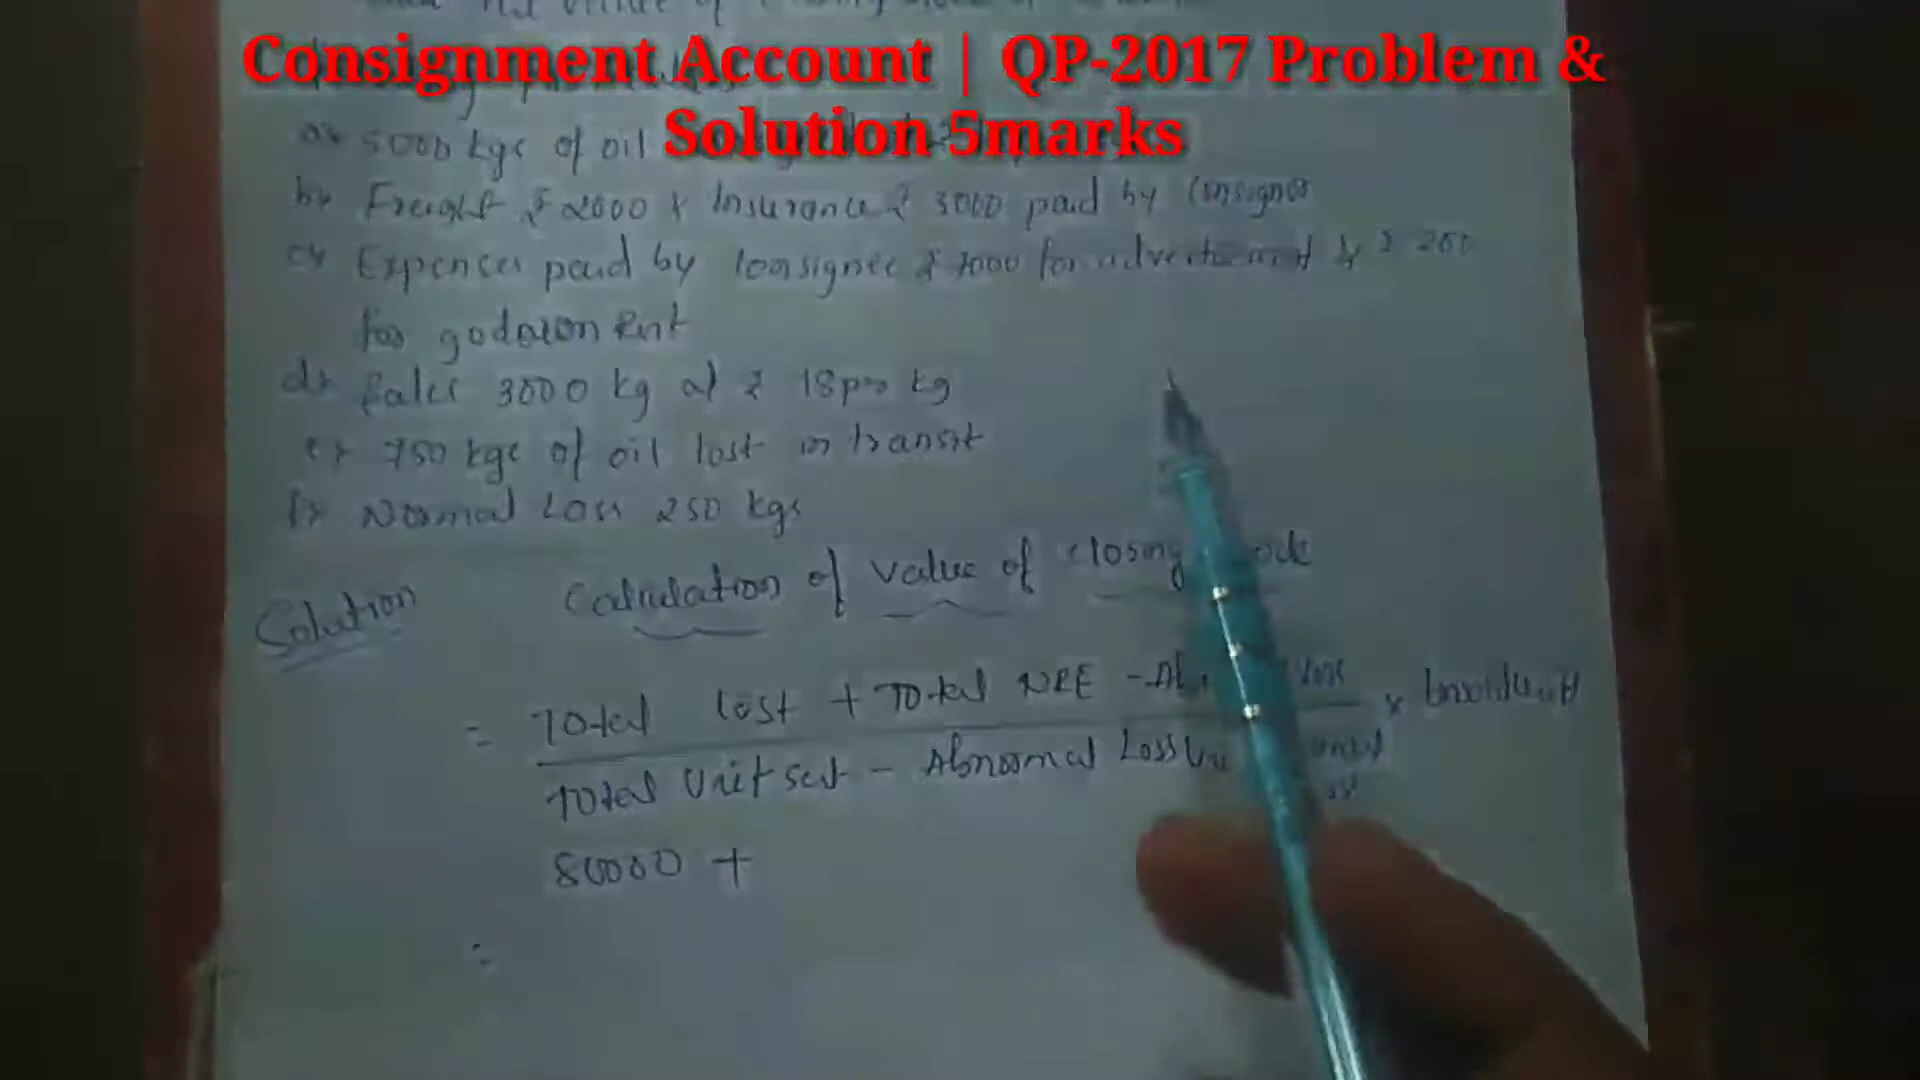 Consignment Account | QP-2017 Problem &
Solution 5marks
a> 5000 kgs of oil
b> Freight ₹ 2000 & Insurance ₹ 3000 paid by Consignor
c> Expences paid by Consignee ₹ 1000 for advertisement & ₹ 200
for godown Rent
d> Sales 3000 kg at ₹ 18 per kg
e> 750 kgs of oil lost in transit
f> Normal Loss 250 kgs
Solution Calculation of value of closing
= Total Cost + Total NRE -
Total Unit sent - Abnormal Loss
80000 +
=